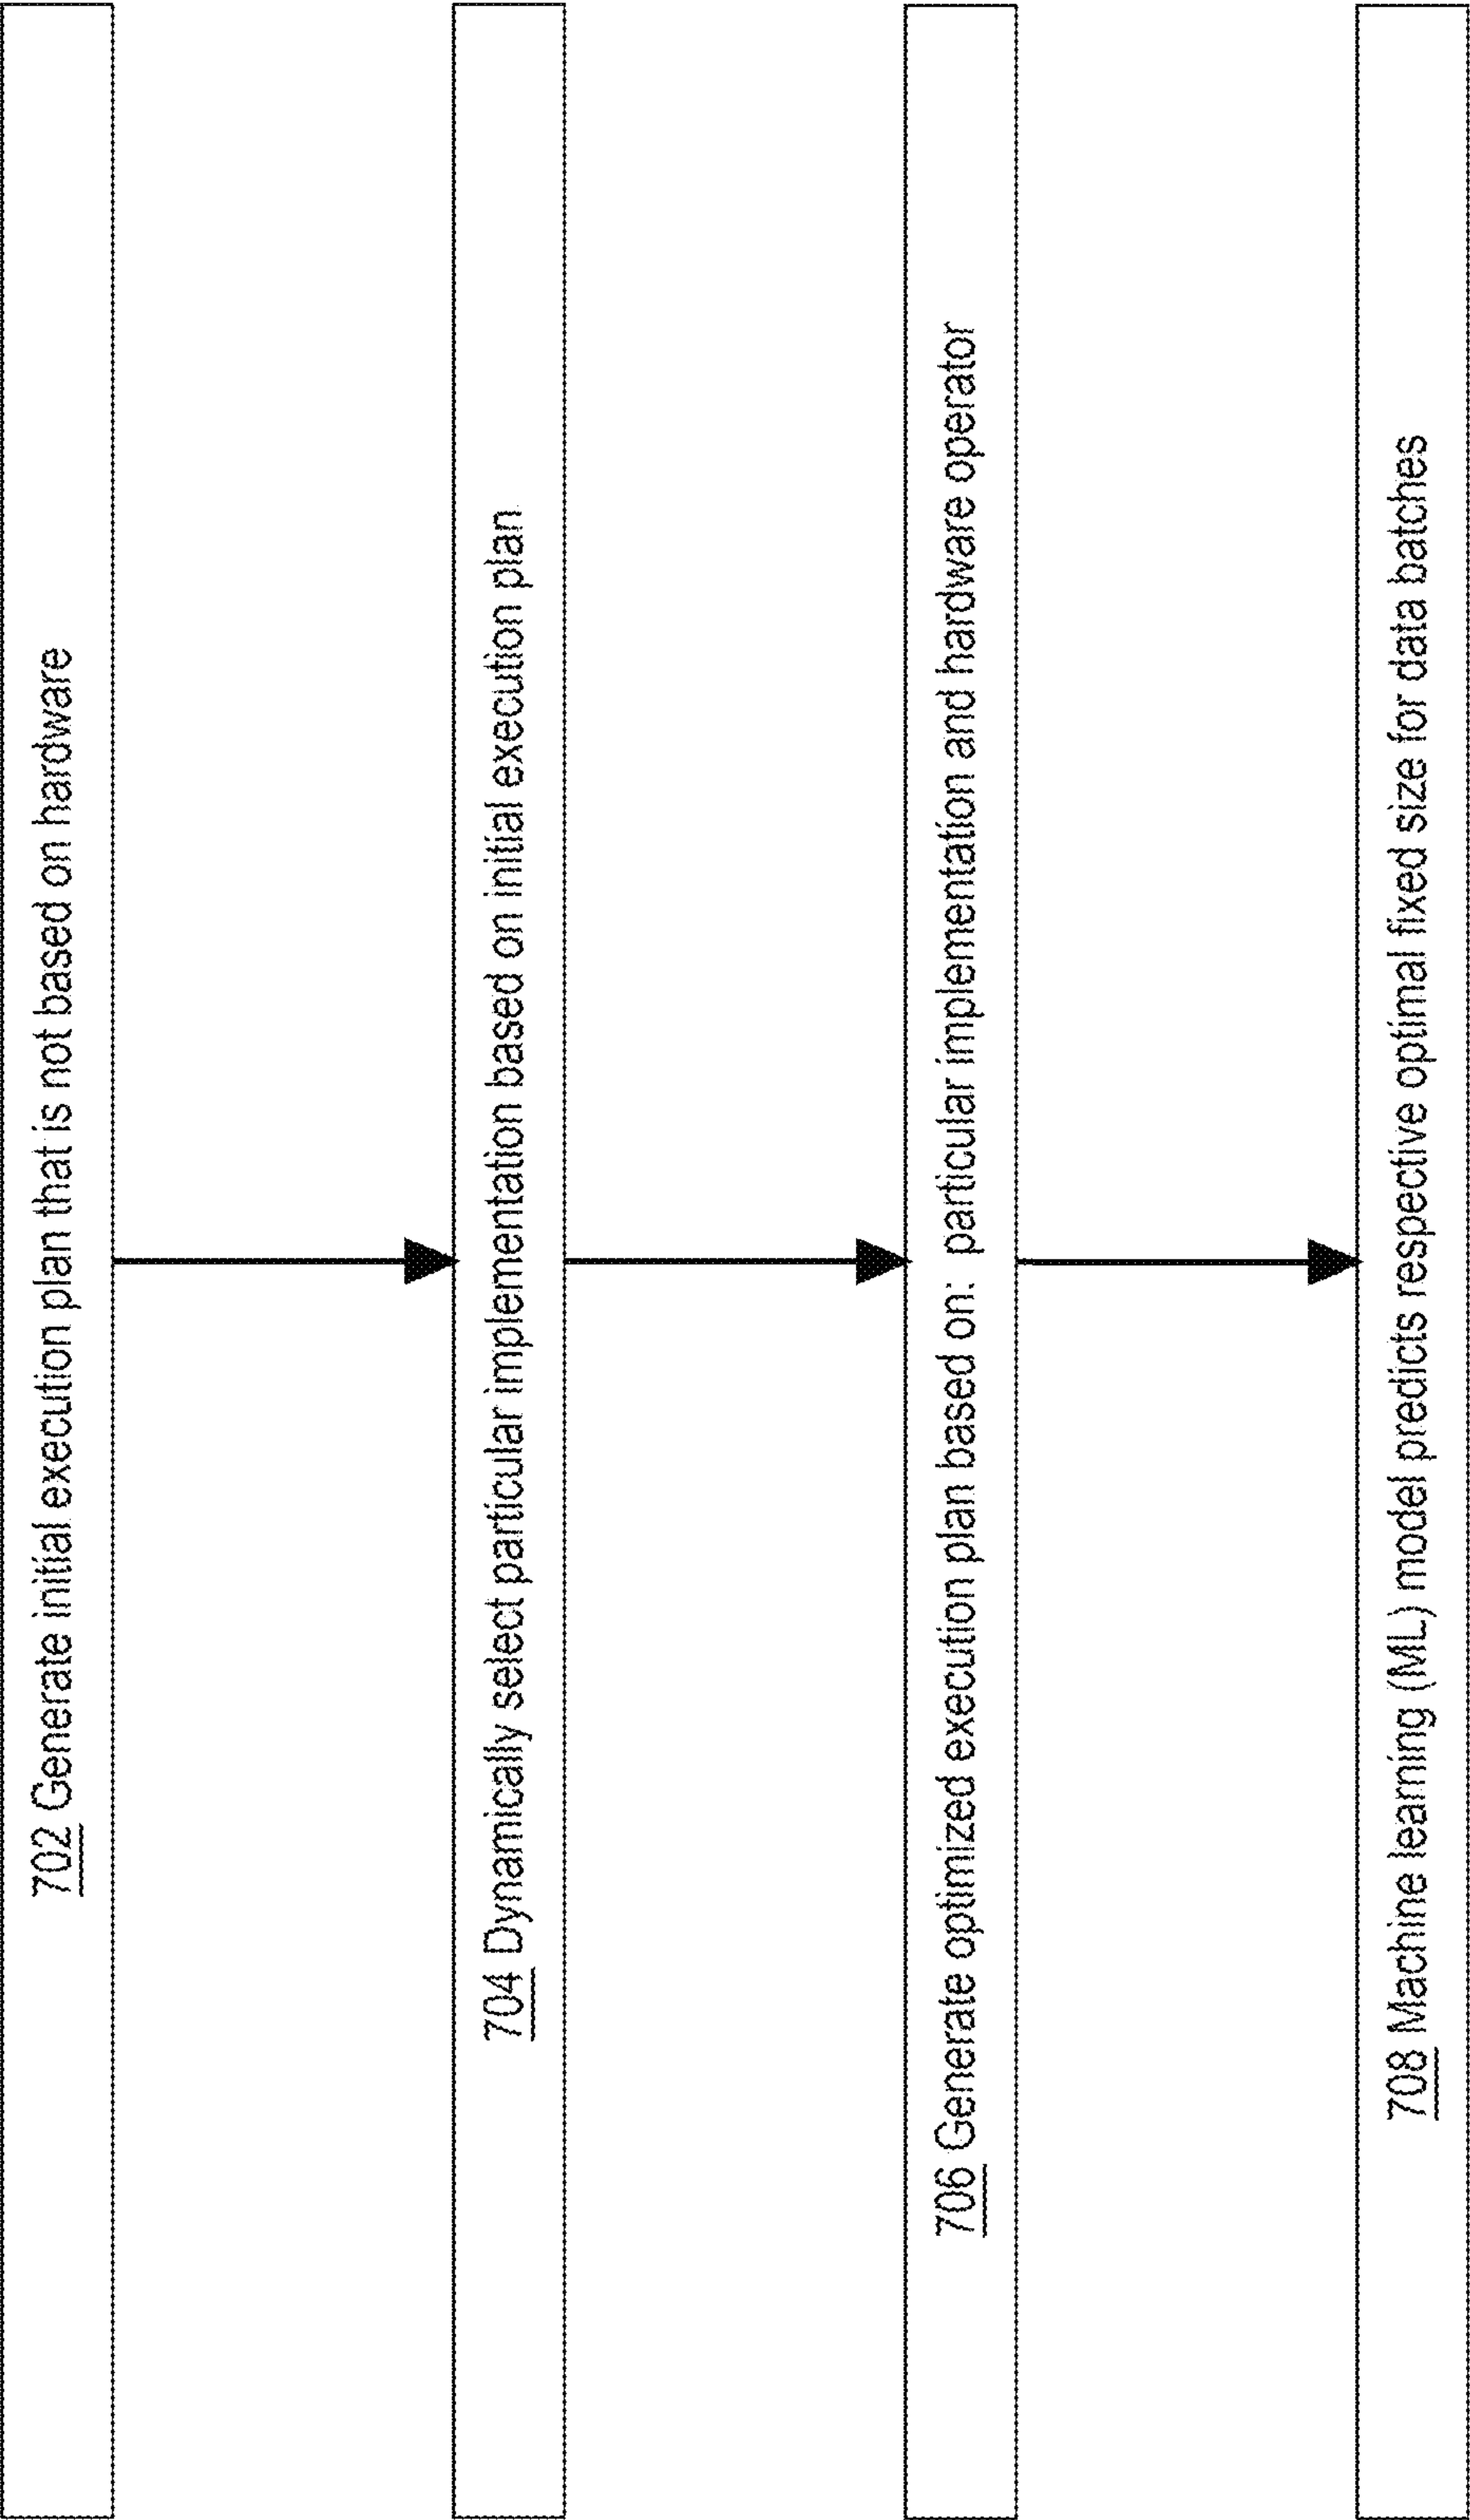 702 Generate initial execution plan that is not based on hardware
704 Dynamically select particular implementation based on initial execution plan
706 Generate optimized execution plan based on: particular implementation and hardware operator
708 Machine learning (ML) model predicts respective optimal fixed size for data batches